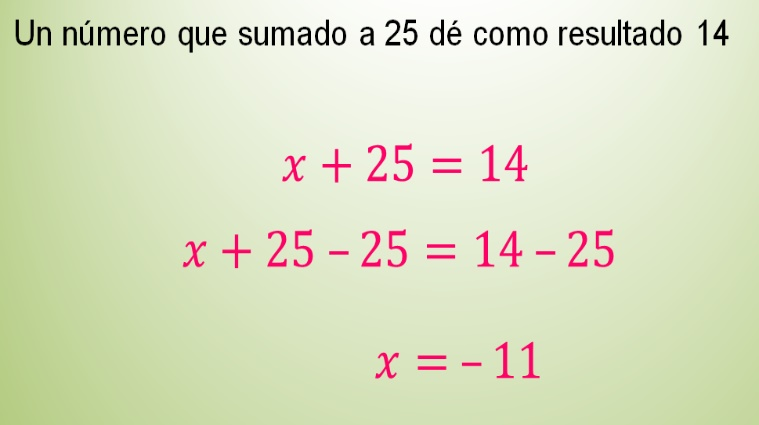 Un número que sumado a 25 dé como resultado 14
x + 25 = 14
x + 25 – 25 = 14 – 25
x = – 11